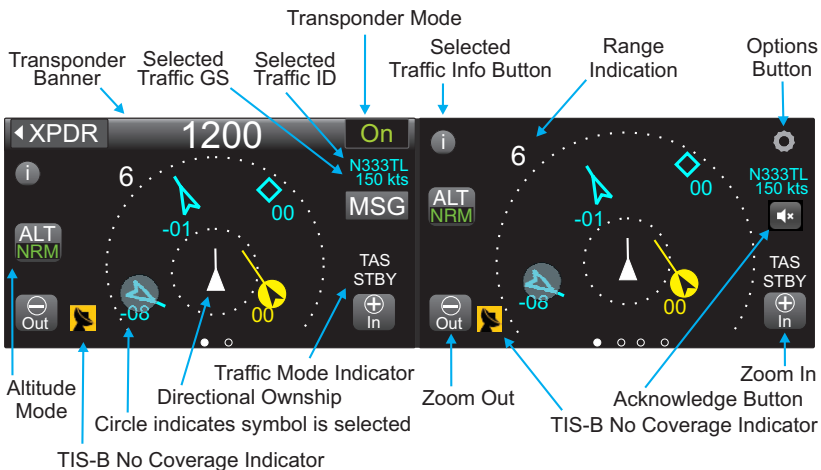 Transponder Mode
Transponder Banner
Selected Traffic GS
Selected Traffic ID
Selected Traffic Info Button
Range Indication
Options Button
XPDR
1200
On
i
6
N333TL
150 kts
MSG
ALT
NRM
-01
00
TAS
STBY
-08
00
Out
In
i
6
N333TL
150 kts
ALT
NRM
-01
00
TAS
STBY
-08
00
Out
In
Altitude Mode
Traffic Mode Indicator
Directional Ownship
Circle indicates symbol is selected
TIS-B No Coverage Indicator
Zoom Out
Zoom In
Acknowledge Button
TIS-B No Coverage Indicator